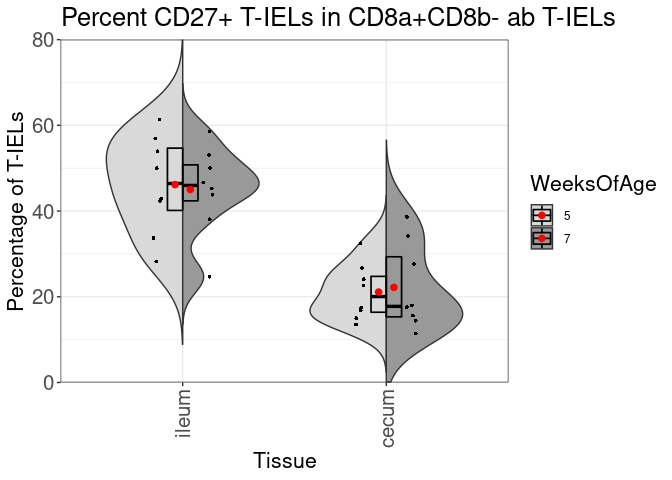 Percent CD27+ T-IELs in CD8a+CD8b- ab T-IELs
Percentage of T-IELs
80
60
40
20
0
ileum
cecum
Tissue
WeeksOfAge
5
7